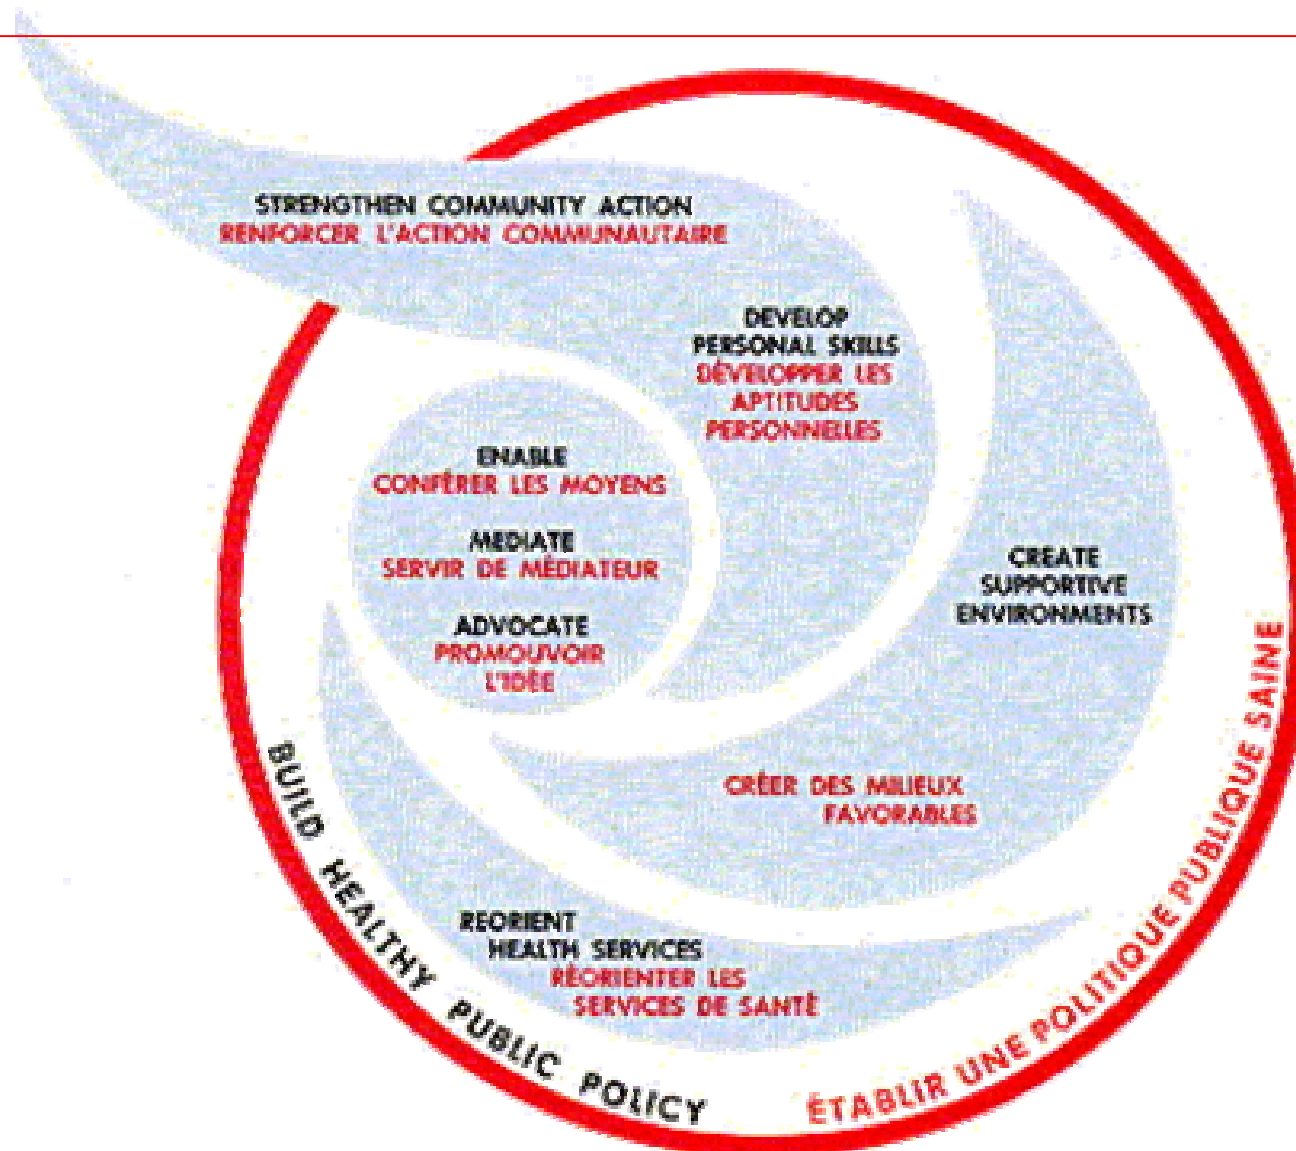 STRENGTHEN COMMUNITY ACTION
RENFORCER L'ACTION COMMUNAUTAIRE
DEVELOP
PERSONAL SKILLS
DÉVELOPPER LES
APTITUDES
PERSONNELLES
ENABLE
CONFÉRER LES MOYENS
MEDIATE
SERVIR DE MÉDIATEUR
ADVOCATE
PROMOUVOIR
L'IDÉE
CREATE
SUPPORTIVE
ENVIRONMENTS
CRÉER DES MILIEUX
FAVORABLES
REORIENT
HEALTH SERVICES
RÉORIENTER LES
SERVICES DE SANTÉ
BUILD HEALTHY PUBLIC POLICY
ÉTABLIR UNE POLITIQUE PUBLIQUE SAINE